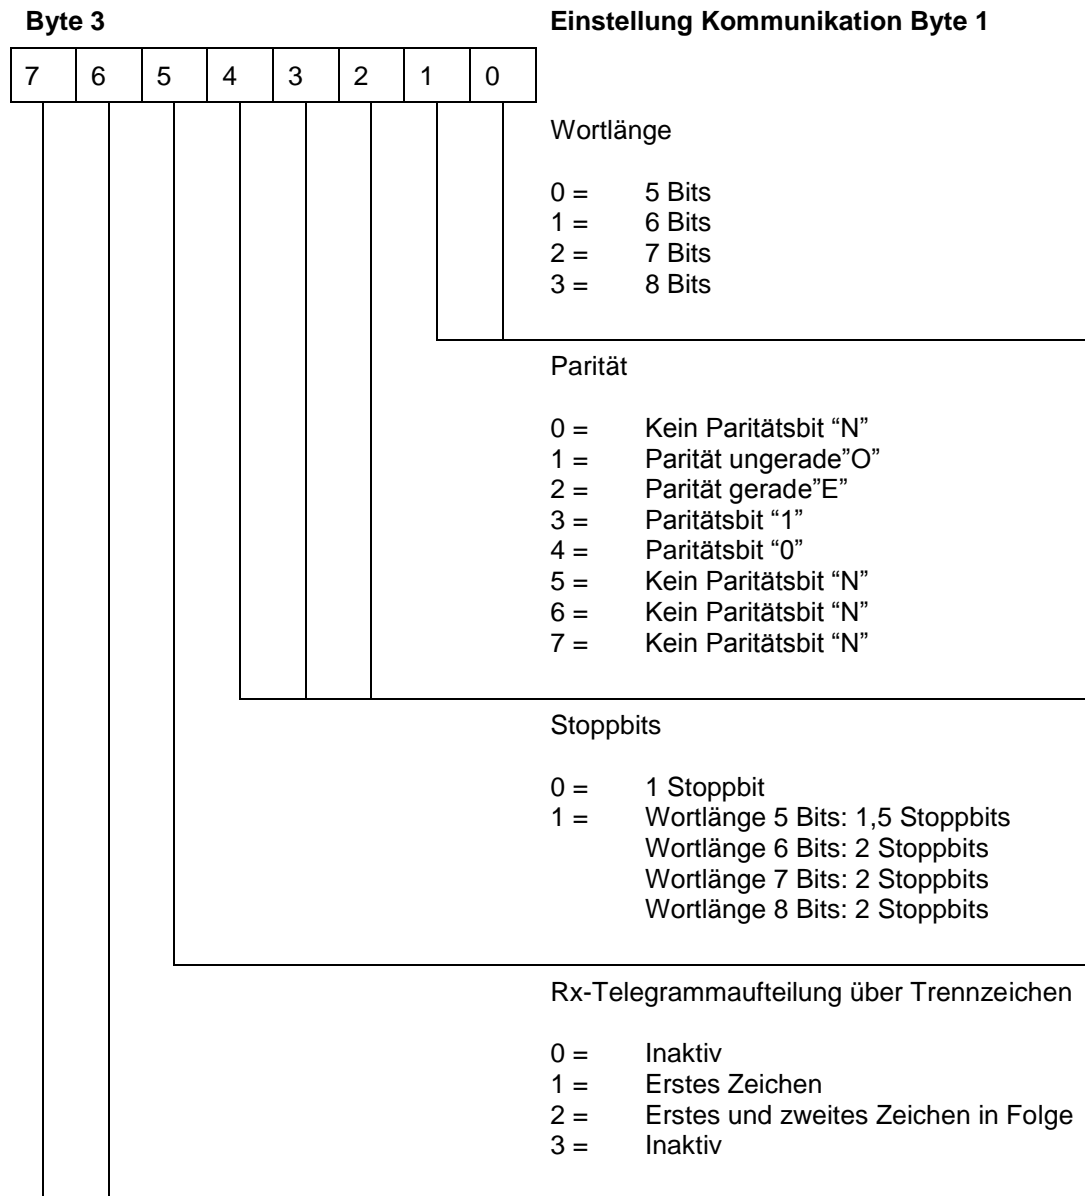 Byte 3 Einstellung Kommunikation Byte 1
7 6 5 4 3 2 1 0
Wortlänge
0 = 5 Bits
1 = 6 Bits
2 = 7 Bits
3 = 8 Bits
Parität
0 = Kein Paritätsbit “N”
1 = Parität ungerade”O”
2 = Parität gerade”E”
3 = Paritätsbit “1”
4 = Paritätsbit “0”
5 = Kein Paritätsbit “N”
6 = Kein Paritätsbit “N”
7 = Kein Paritätsbit “N”
Stoppbits
0 = 1 Stoppbit
1 = Wortlänge 5 Bits: 1,5 Stoppbits
Wortlänge 6 Bits: 2 Stoppbits
Wortlänge 7 Bits: 2 Stoppbits
Wortlänge 8 Bits: 2 Stoppbits
Rx-Telegrammaufteilung über Trennzeichen
0 = Inaktiv
1 = Erstes Zeichen
2 = Erstes und zweites Zeichen in Folge
3 = Inaktiv